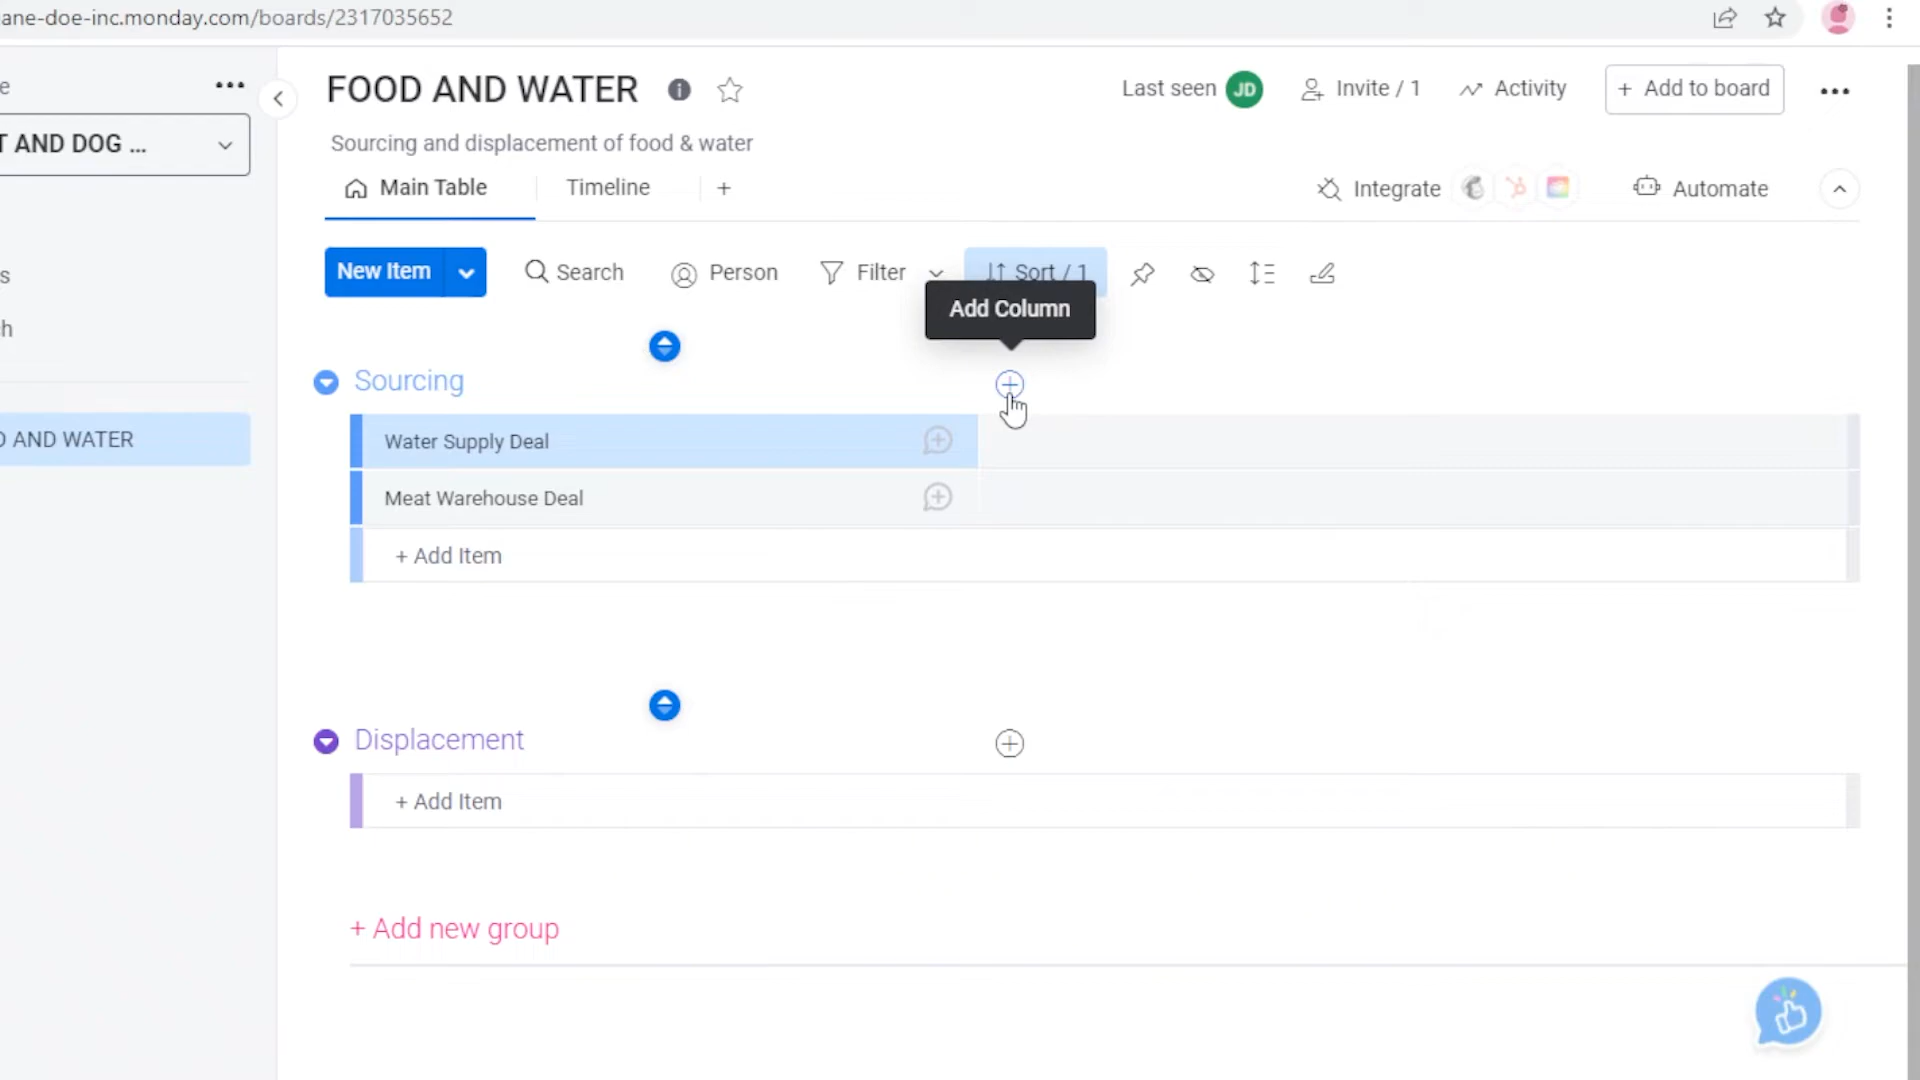 ane-doe-inc.monday.com/boards/2317035652
e
T AND DOG ...
s
ch
D AND WATER
FOOD AND WATER
Last seen JD
Invite / 1
Activity
+ Add to board
Sourcing and displacement of food & water
Main Table
Timeline
+
Integrate
Automate
New Item
Search
Person
Filter
Sort / 1
Add Column
Sourcing
Water Supply Deal
Meat Warehouse Deal
+ Add Item
Displacement
+ Add Item
+ Add new group